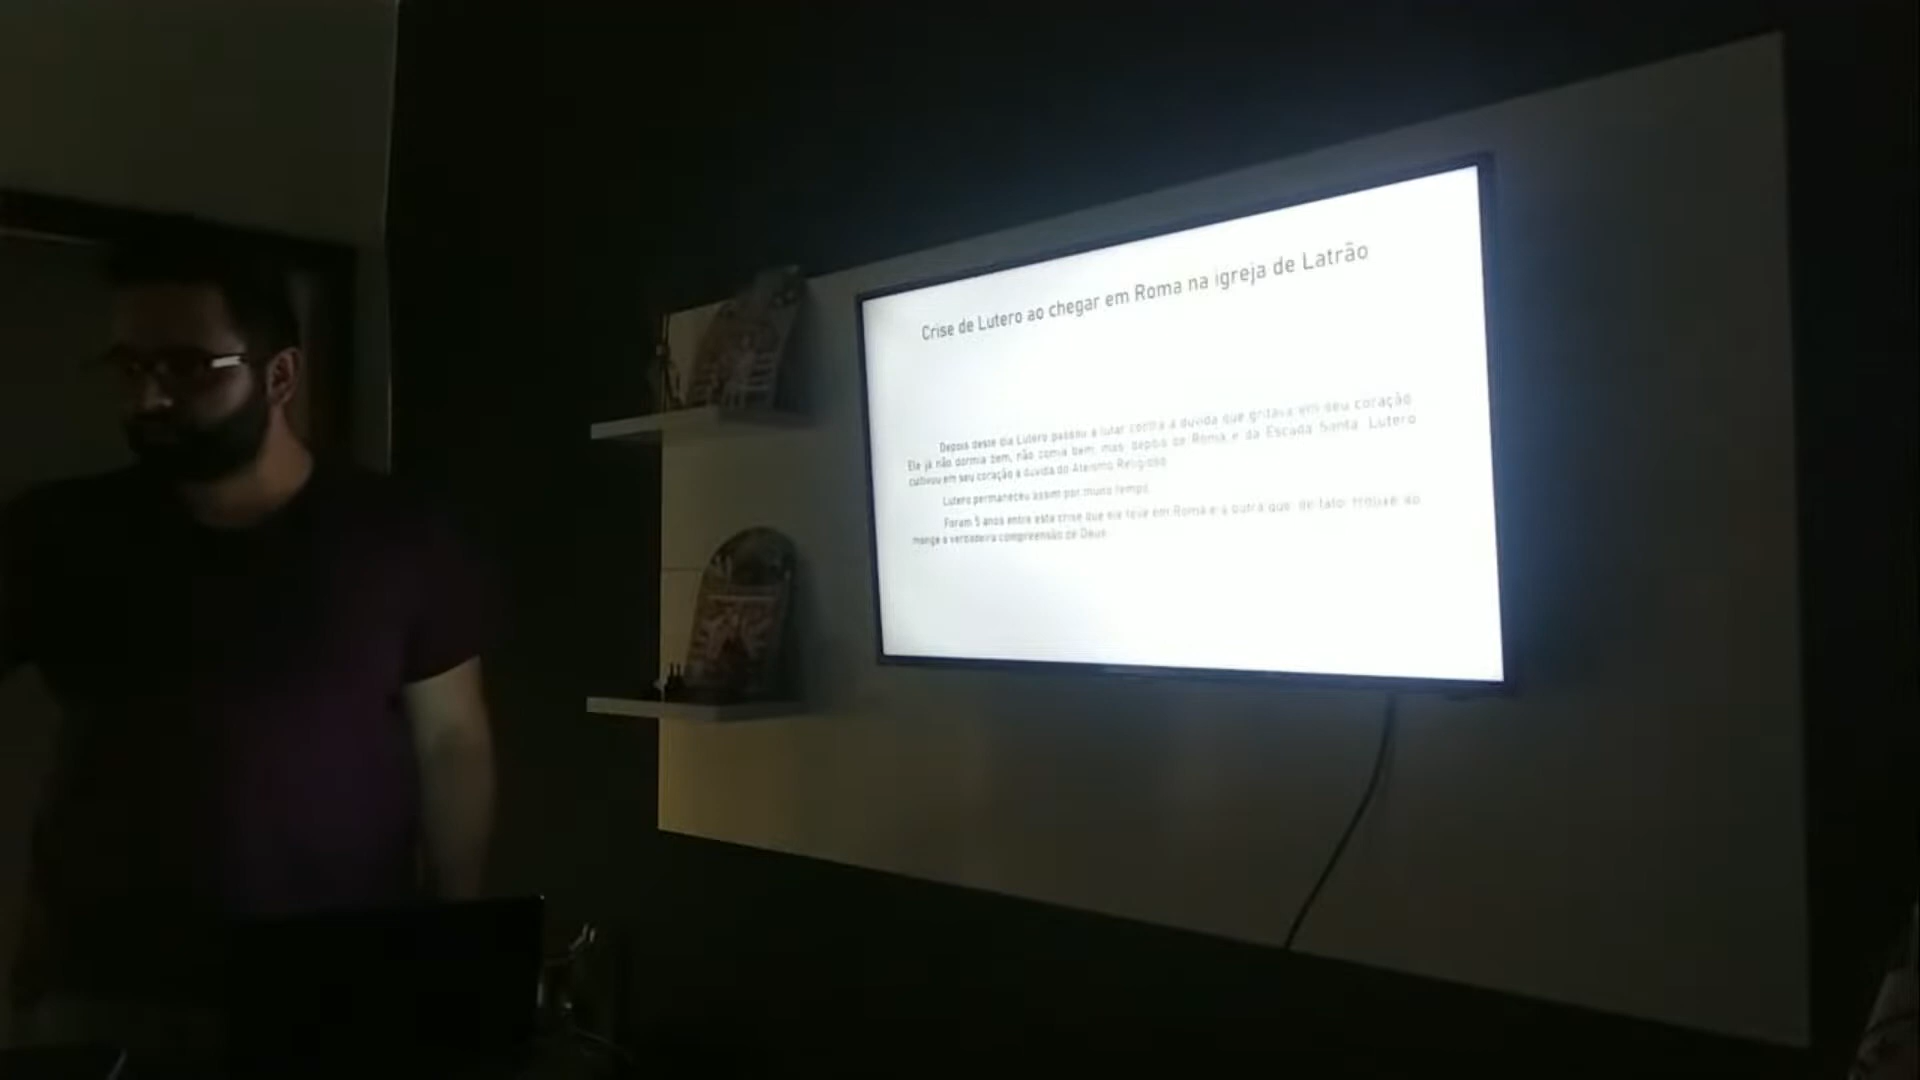 Crise de Lutero ao chegar em Roma na igreja de Latrão
Depois deste dia Lutero passou a lutar contra a duvida que gritava em seu coração
Ele já não dormia bem, não comia bem, mas, depois de Roma e da Escada Santa, Lutero
cultivou em seu coração a duvida do Ateísmo Religioso
Lutero permaneceu assim por muito tempo
Foram 5 anos entre esta crise que ele teve em Roma e a outra que, de fato, trouxe ao
monge a verdadeira compreensão de Deus